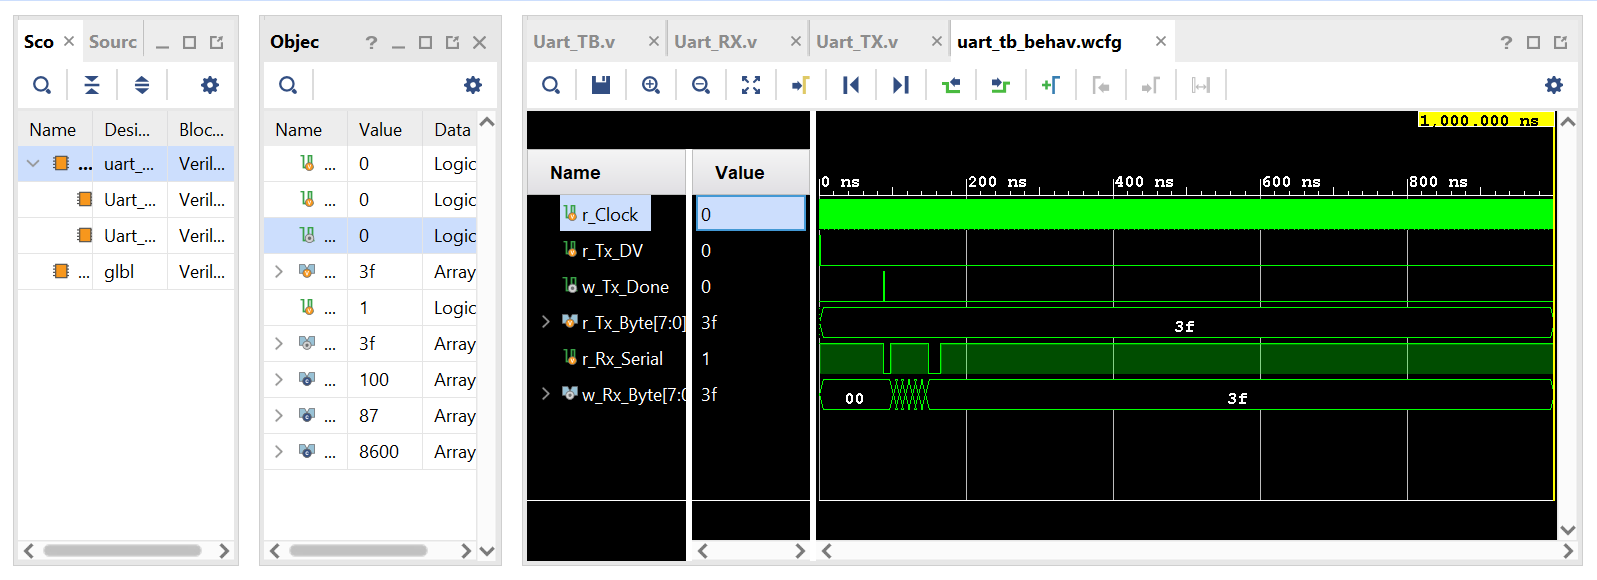 Sco
Sourc
Name Desi... Bloc...
... uart_... Veril...
Uart_... Veril...
Uart_... Veril...
... glbl Veril...
Objec ?
Name Value Data
... 0 Logic
... 0 Logic
... 0 Logic
... 3f Array
... 1 Logic
... 3f Array
... 100 Array
... 87 Array
... 8600 Array
Uart_TB.v Uart_RX.v Uart_TX.v uart_tb_behav.wcfg ?
1,000.000 ns
Name Value
0 ns 200 ns 400 ns 600 ns 800 ns
r_Clock 0
r_Tx_DV 0
w_Tx_Done 0
r_Tx_Byte[7:0] 3f 3f
r_Rx_Serial 1
w_Rx_Byte[7:0 3f 00 3f